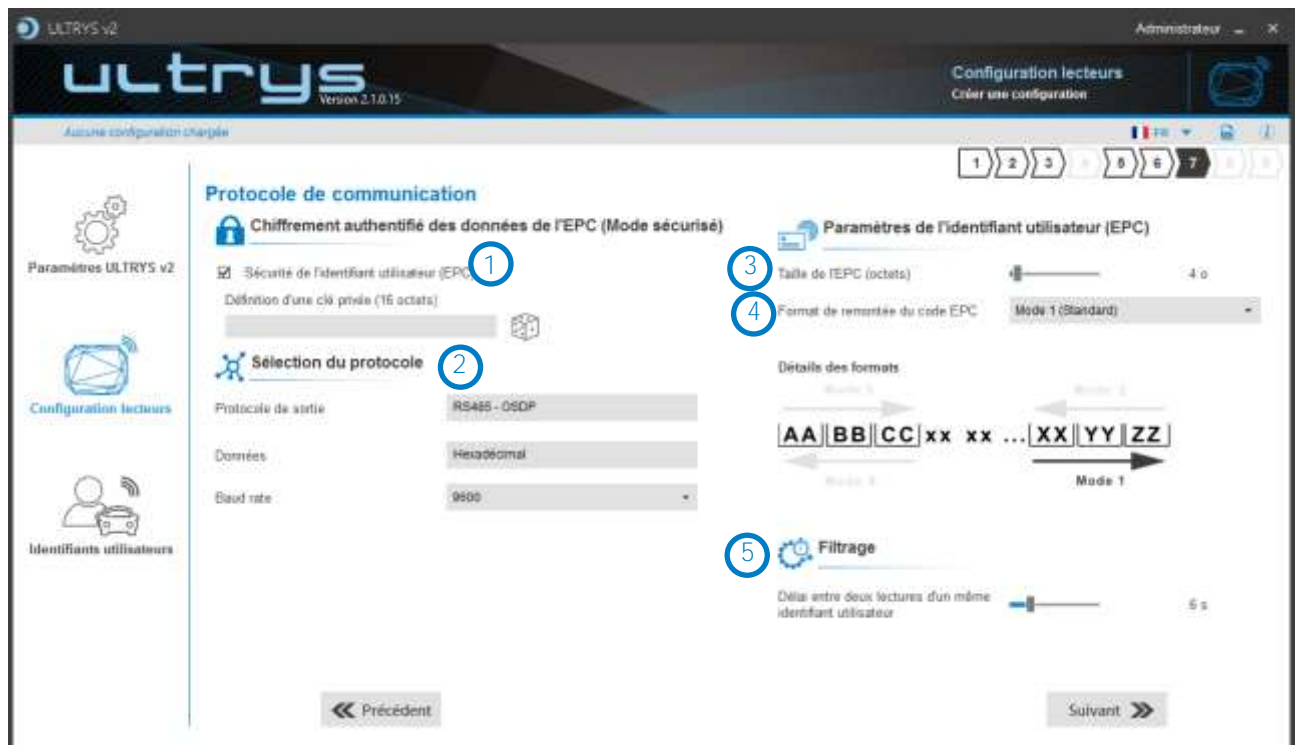 ULTRYS v2
Administrateur
ultrys
Version 2.1.0.15
Configuration lecteurs
Créer une configuration
Aucune configuration chargée
FR
1 2 3 5 6 7
Paramètres ULTRYS v2
Configuration lecteurs
Identifiants utilisateurs
Protocole de communication
Chiffrement authentifié des données de l'EPC (Mode sécurisé)
Sécurité de l'identifiant utilisateur (EPC)
1
Définition d'une clé privée (16 octets)
Sélection du protocole
2
Protocole de sortie
RS485 - OSDP
Données
Hexadécimal
Baud rate
9600
Paramètres de l'identifiant utilisateur (EPC)
3
Taille de l'EPC (octets)
4 o
4
Format de remontée du code EPC
Mode 1 (Standard)
Détails des formats
AA BB CC xx xx ... XX YY ZZ
Mode 1
5
Filtrage
Délai entre deux lectures d'un même
identifiant utilisateur
6 s
Précédent
Suivant